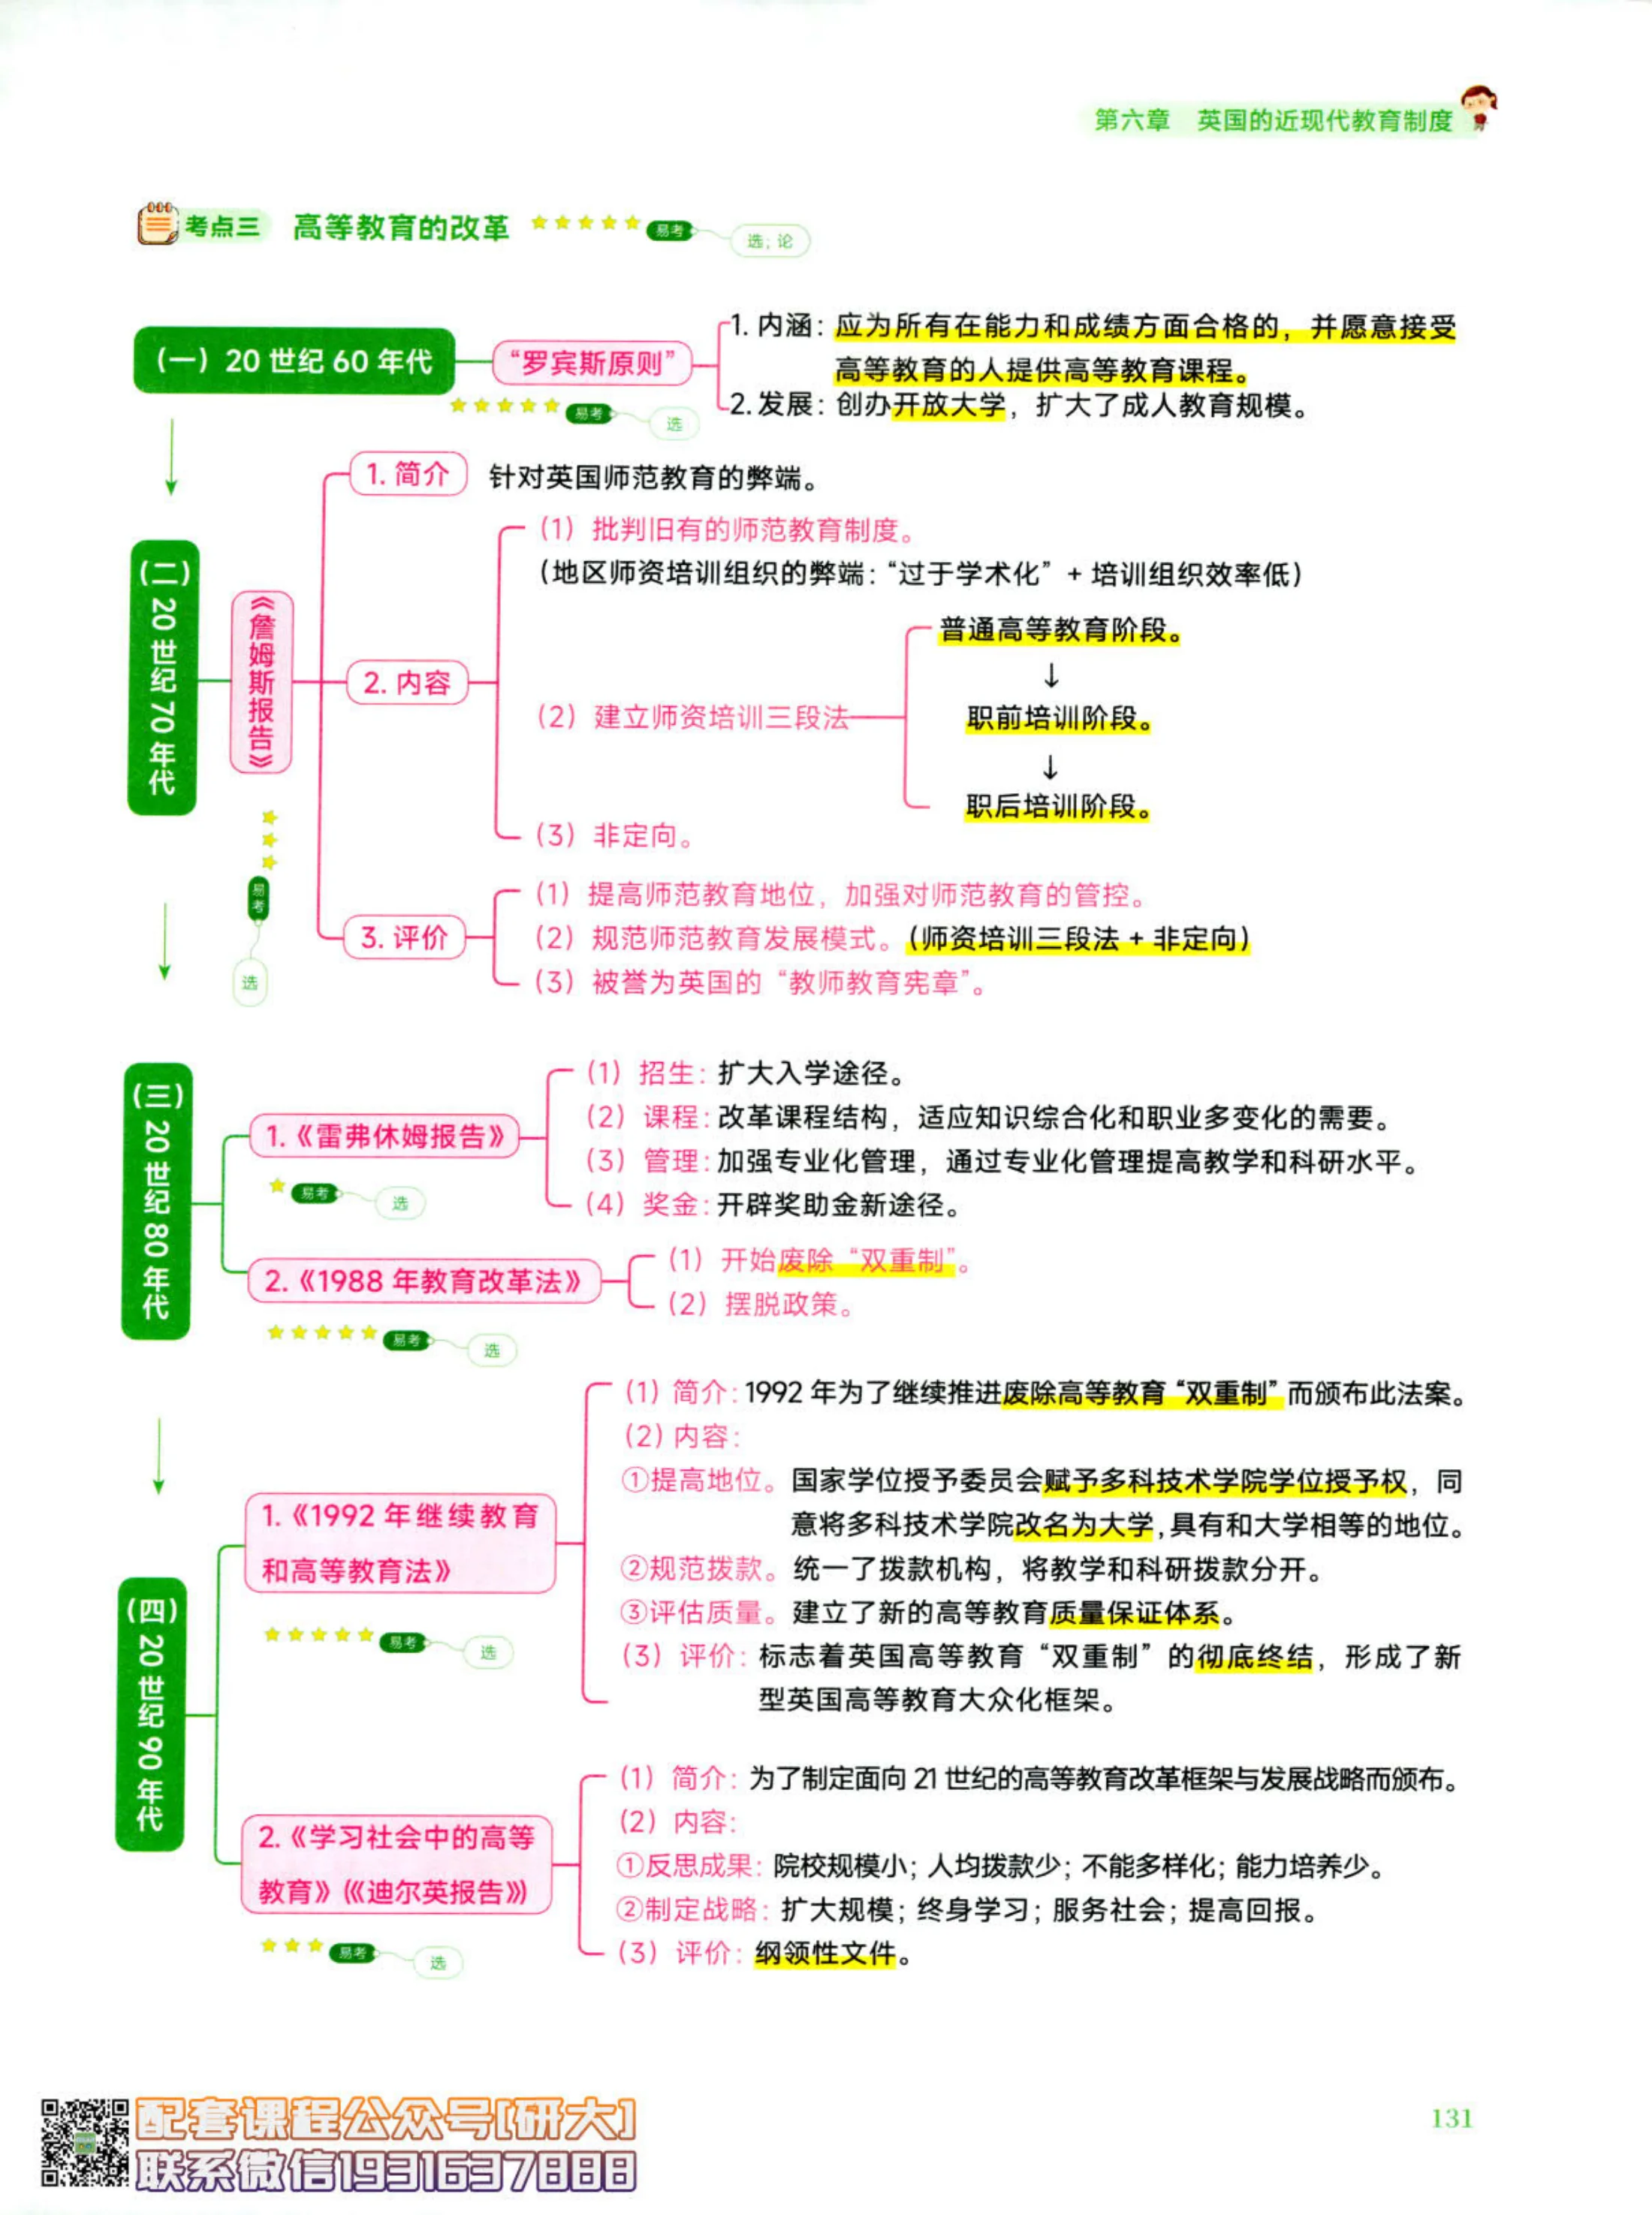 第六章 英国的近现代教育制度
考点三 高等教育的改革 易考 选; 论
(一) 20 世纪 60 年代
“罗宾斯原则”
易考 选
1. 内涵: 应为所有在能力和成绩方面合格的, 并愿意接受
高等教育的人提供高等教育课程。
2. 发展: 创办开放大学, 扩大了成人教育规模。
(二) 20 世纪 70 年代
《詹姆斯报告》
易考 选
1. 简介 针对英国师范教育的弊端。
2. 内容
(1) 批判旧有的师范教育制度。
(地区师资培训组织的弊端: “过于学术化” + 培训组织效率低)
(2) 建立师资培训三段法
普通高等教育阶段。
↓
职前培训阶段。
↓
职后培训阶段。
(3) 非定向。
3. 评价
(1) 提高师范教育地位, 加强对师范教育的管控。
(2) 规范师范教育发展模式。(师资培训三段法 + 非定向)
(3) 被誉为英国的 “教师教育宪章”。
(三) 20 世纪 80 年代
1.《雷弗休姆报告》
易考 选
(1) 招生: 扩大入学途径。
(2) 课程: 改革课程结构, 适应知识综合化和职业多变化的需要。
(3) 管理: 加强专业化管理, 通过专业化管理提高教学和科研水平。
(4) 奖金: 开辟奖助金新途径。
2.《1988 年教育改革法》
易考 选
(1) 开始废除 “双重制”。
(2) 摆脱政策。
(四) 20 世纪 90 年代
1.《1992 年继续教育
和高等教育法》
易考 选
(1) 简介: 1992 年为了继续推进废除高等教育 “双重制” 而颁布此法案。
(2) 内容:
①提高地位。国家学位授予委员会赋予多科技术学院学位授予权, 同
意将多科技术学院改名为大学, 具有和大学相等的地位。
②规范拨款。统一了拨款机构, 将教学和科研拨款分开。
③评估质量。建立了新的高等教育质量保证体系。
(3) 评价: 标志着英国高等教育 “双重制” 的彻底终结, 形成了新
型英国高等教育大众化框架。
2.《学习社会中的高等
教育》(《迪尔英报告》)
易考 选
(1) 简介: 为了制定面向 21 世纪的高等教育改革框架与发展战略而颁布。
(2) 内容:
①反思成果: 院校规模小; 人均拨款少; 不能多样化; 能力培养少。
②制定战略: 扩大规模; 终身学习; 服务社会; 提高回报。
(3) 评价: 纲领性文件。
配套课程公众号[研大]
联系微信1931637888
131